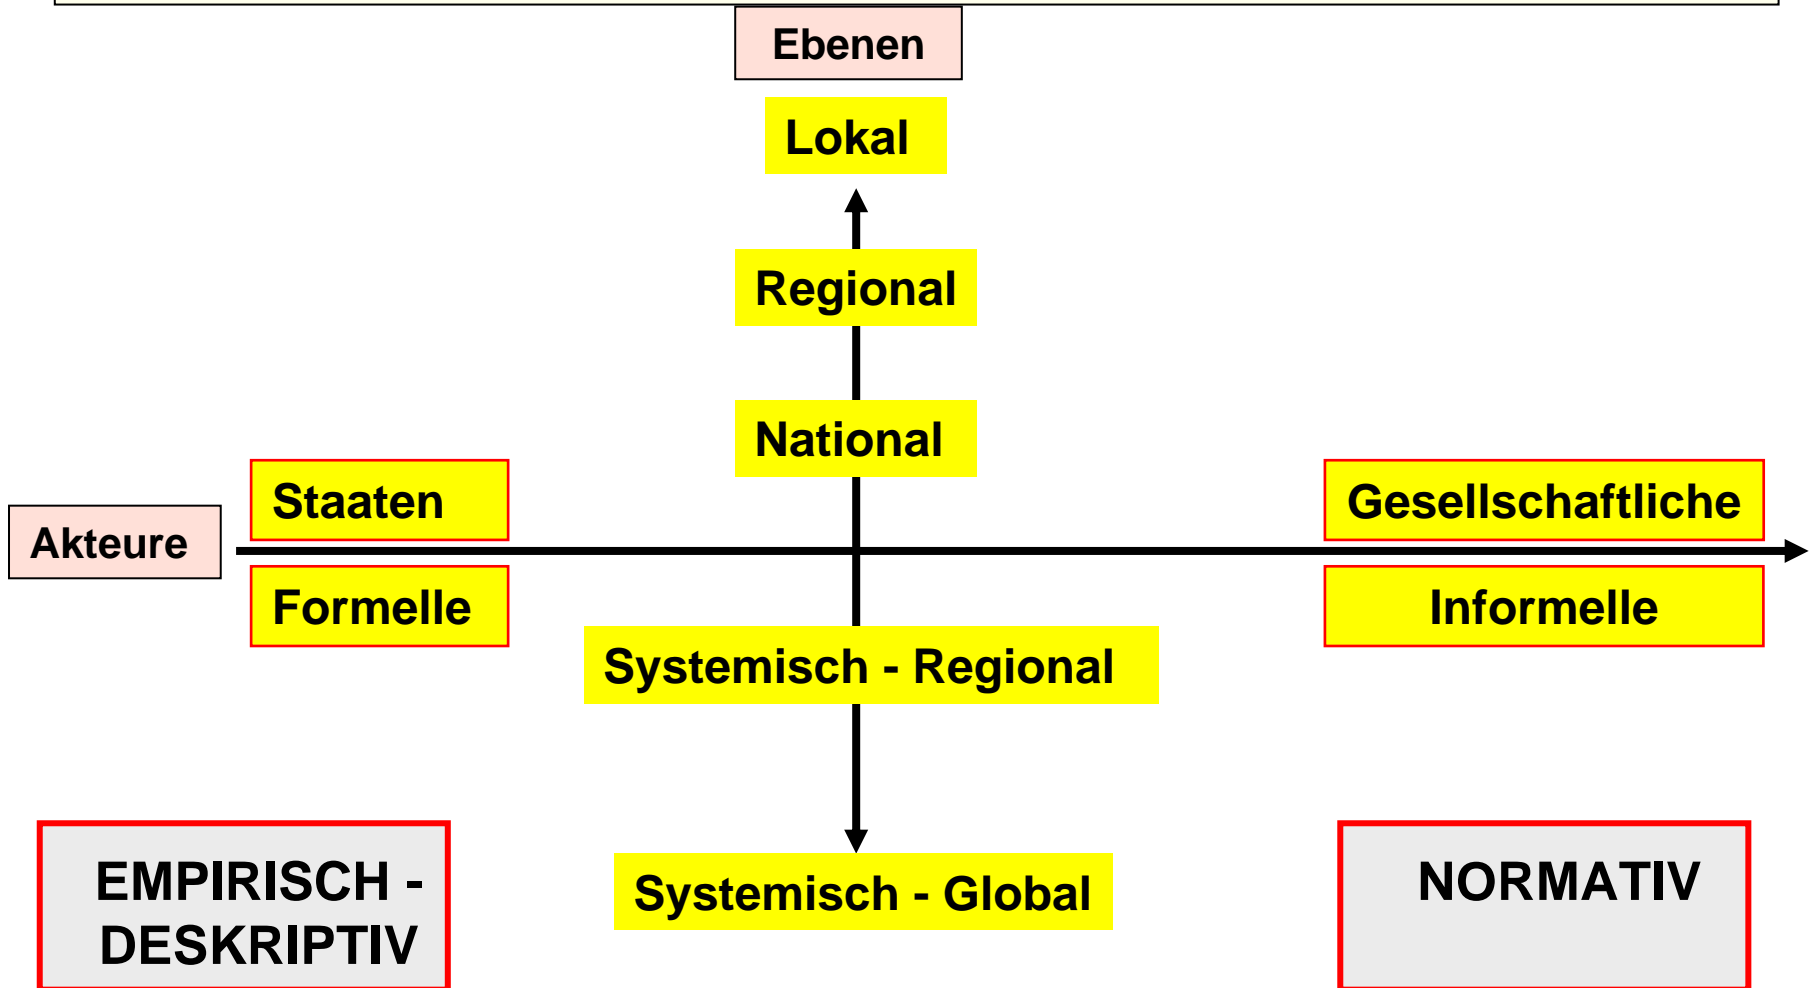 Ebenen
Lokal
Regional
National
Staaten
Gesellschaftliche
Akteure
Formelle
Informelle
Systemisch - Regional
Systemisch - Global
EMPIRISCH -
DESKRIPTIV
NORMATIV